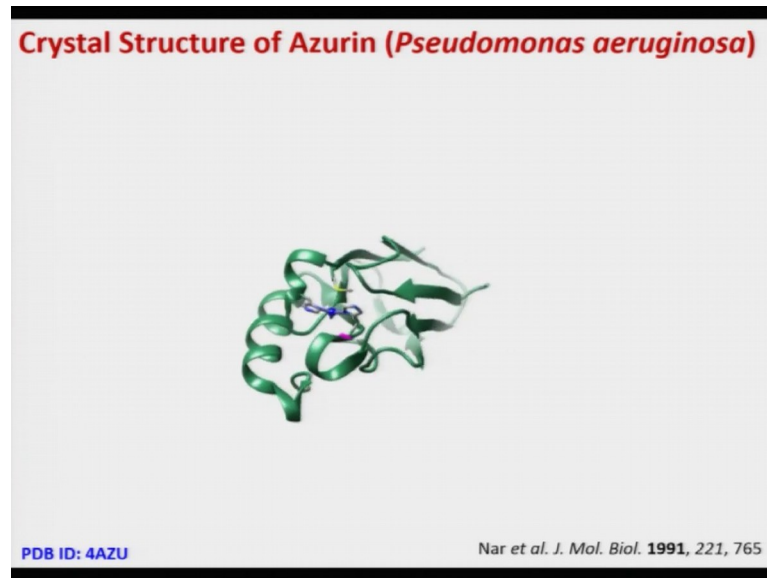 Crystal Structure of Azurin (Pseudomonas aeruginosa)
PDB ID: 4AZU
Nar et al. J. Mol. Biol. 1991, 221, 765